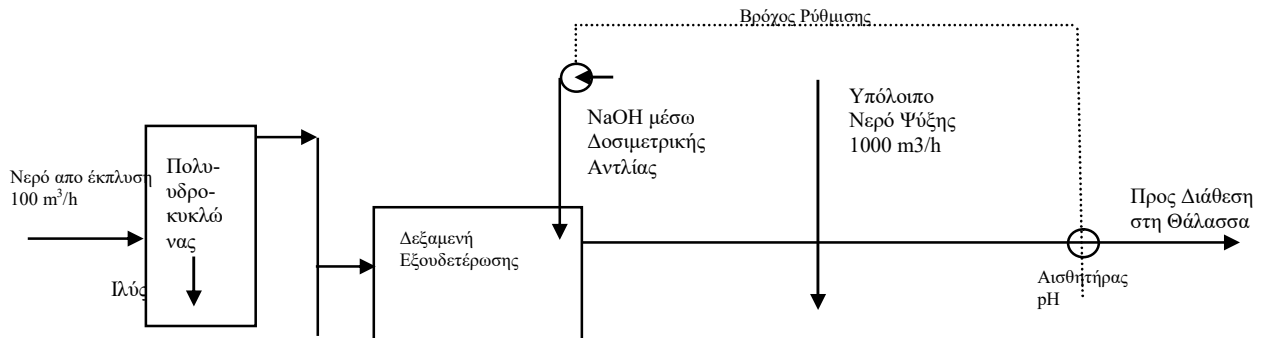 Βρόχος Ρύθμισης
NaOH μέσω
Δοσιμετρικής
Αντλίας
Υπόλοιπο
Νερό Ψύξης
1000 m3/h
Νερό απο έκπλυση
100 m³/h
Πολυ-
υδρο-
κυκλώ
νας
Ιλύς
Δεξαμενή
Εξουδετέρωσης
Προς Διάθεση
στη Θάλασσα
Αισθητήρας
pH